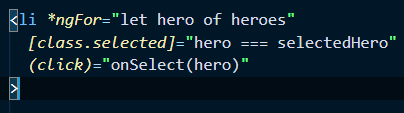 <li *ngFor="let hero of heroes"
[class.selected]="hero === selectedHero"
(click)="onSelect(hero)"
>